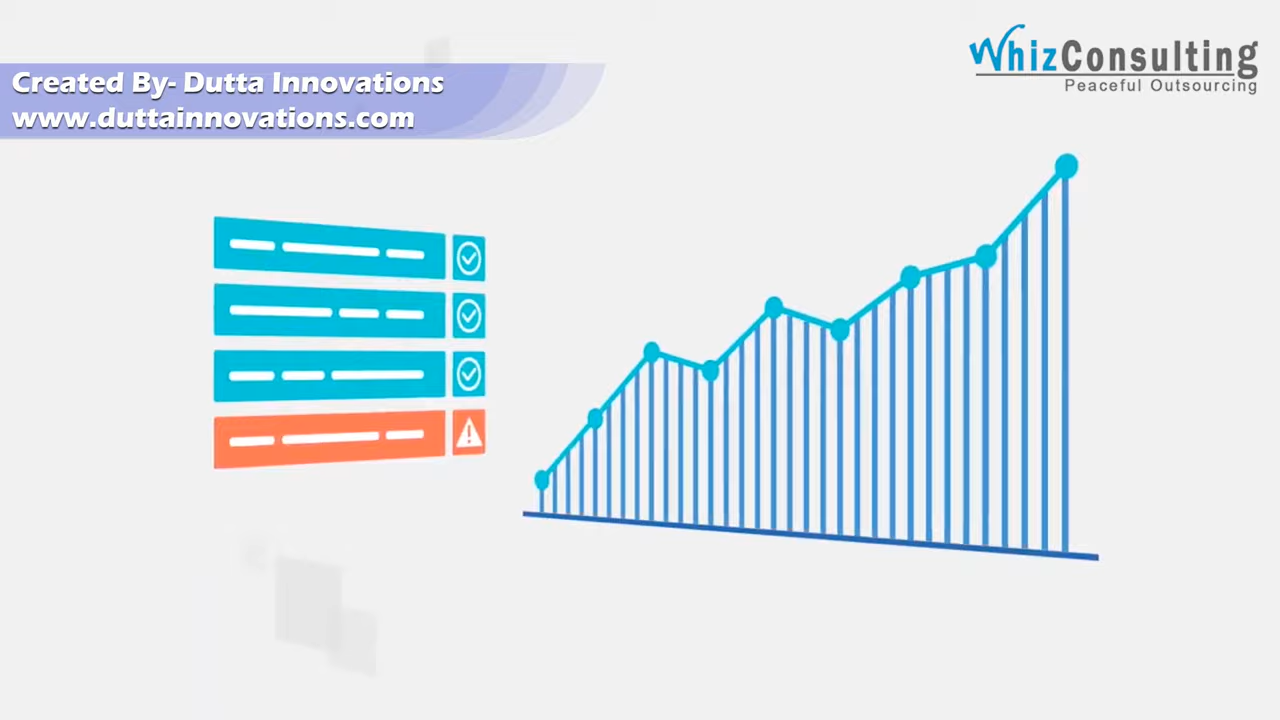 Created By- Dutta Innovations
www.duttainnovations.com
WhizConsulting
Peaceful Outsourcing